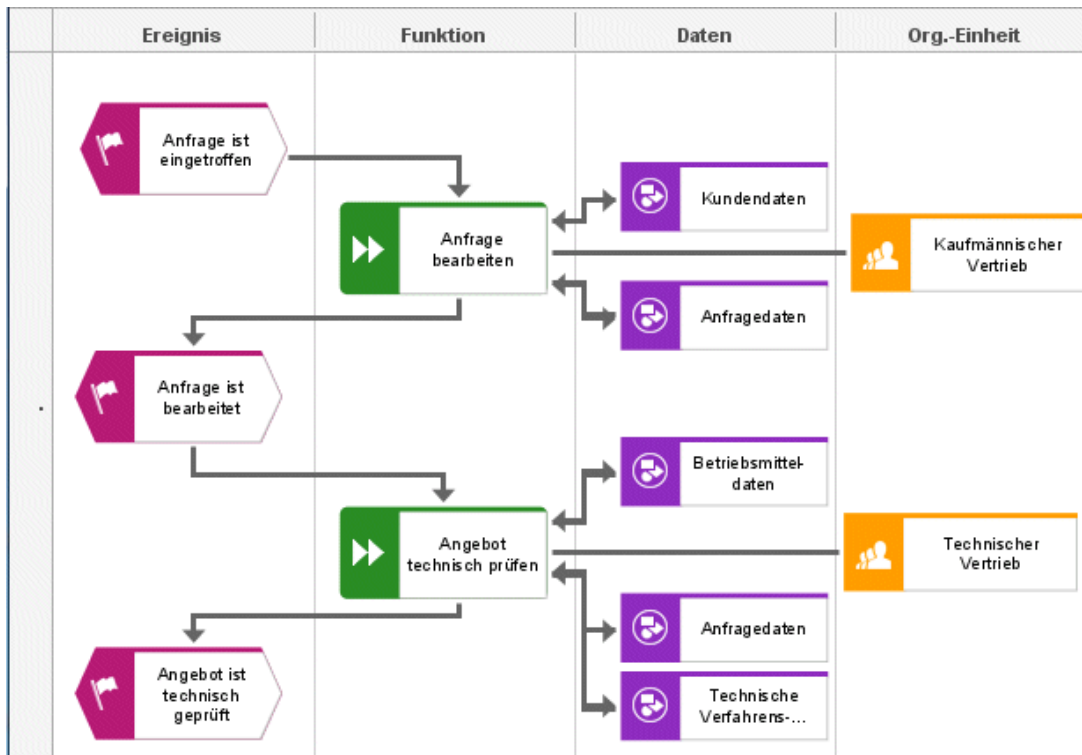 Ereignis
Funktion
Daten
Org.-Einheit
Anfrage ist
eingetroffen
Kundendaten
Anfrage
bearbeiten
Kaufmännischer
Vertrieb
Anfragedaten
Anfrage ist
bearbeitet
Betriebsmittel-
daten
Angebot
technisch prüfen
Technischer
Vertrieb
Anfragedaten
Angebot ist
technisch
geprüft
Technische
Verfahrens-...